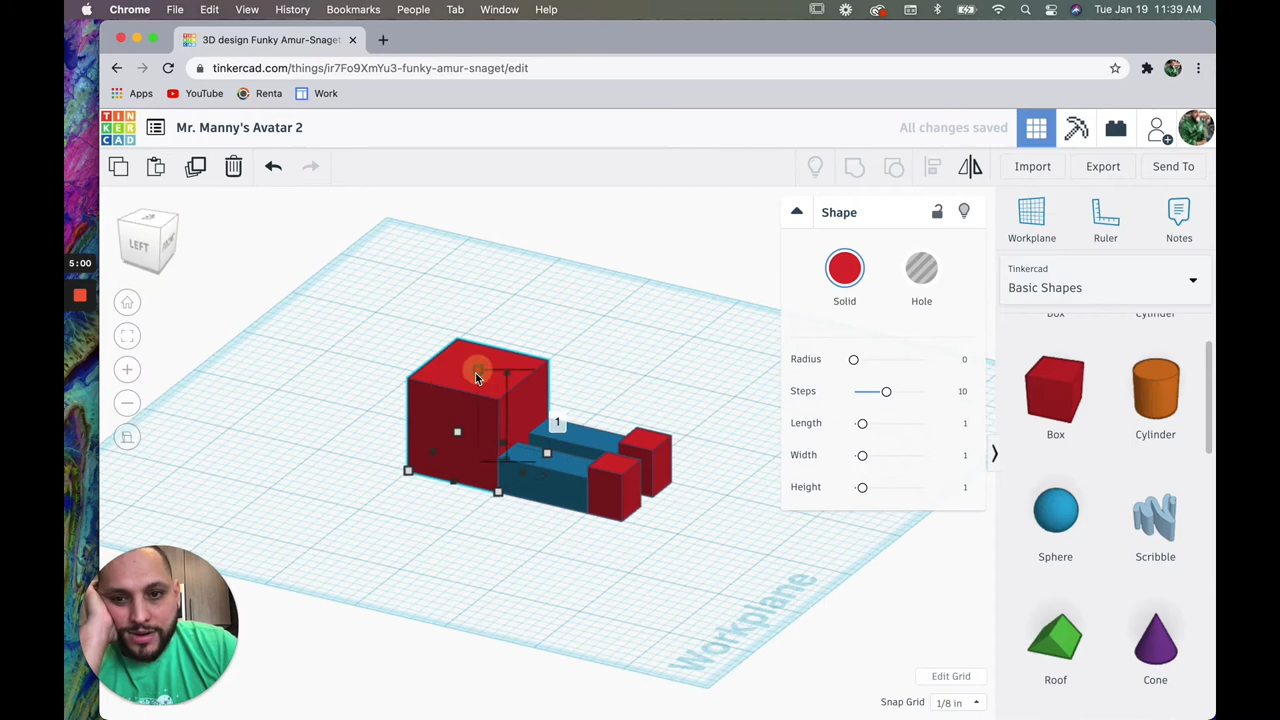 Chrome File Edit View History Bookmarks People Tab Window Help Tue Jan 19 11:39 AM
3D design Funky Amur-Snaget
tinkercad.com/things/ir7Fo9XmYu3-funky-amur-snaget/edit
Apps YouTube Renta Work
TIN
KER
CAD
Mr. Manny's Avatar 2
All changes saved
Import Export Send To
LEFT
5:00
Shape
Solid Hole
Radius 0
Steps 10
Length 1
Width 1
Height 1
1
Workplane
Edit Grid
Snap Grid 1/8 in
Workplane Ruler Notes
Tinkercad
Basic Shapes
Box Cylinder
Box Cylinder
Sphere Scribble
Roof Cone